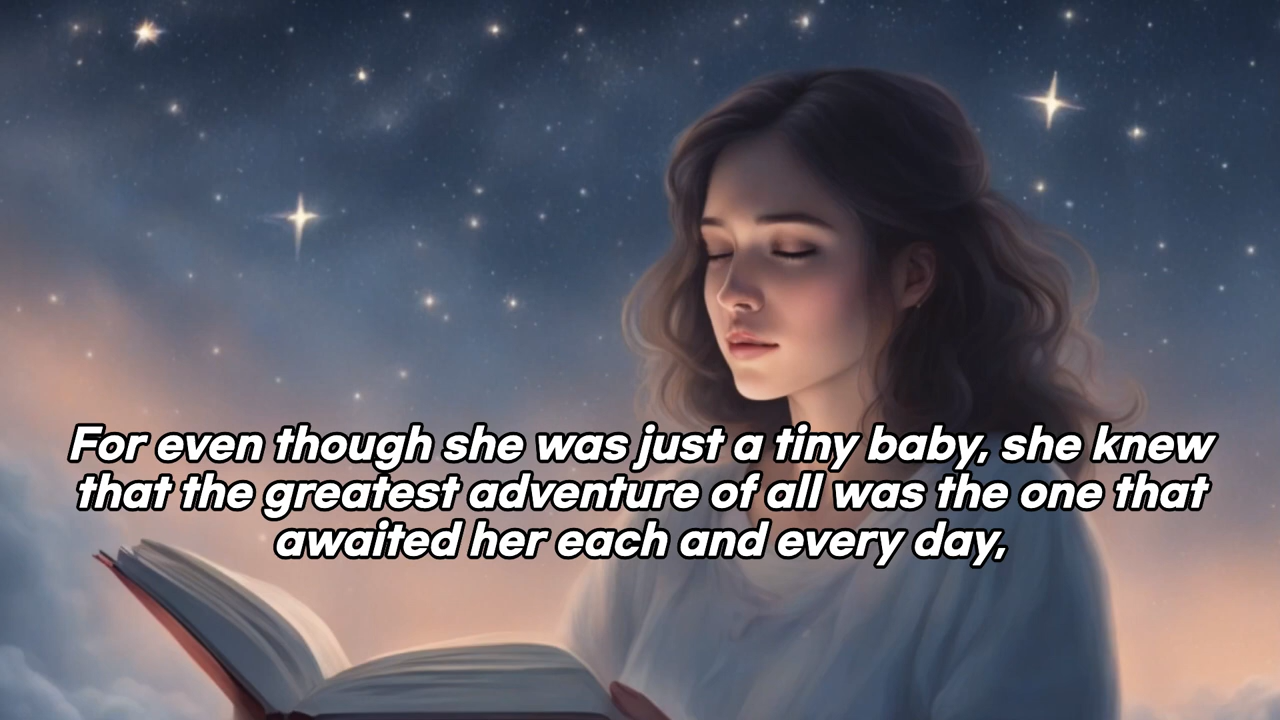 For even though she was just a tiny baby, she knew
that the greatest adventure of all was the one that
awaited her each and every day,